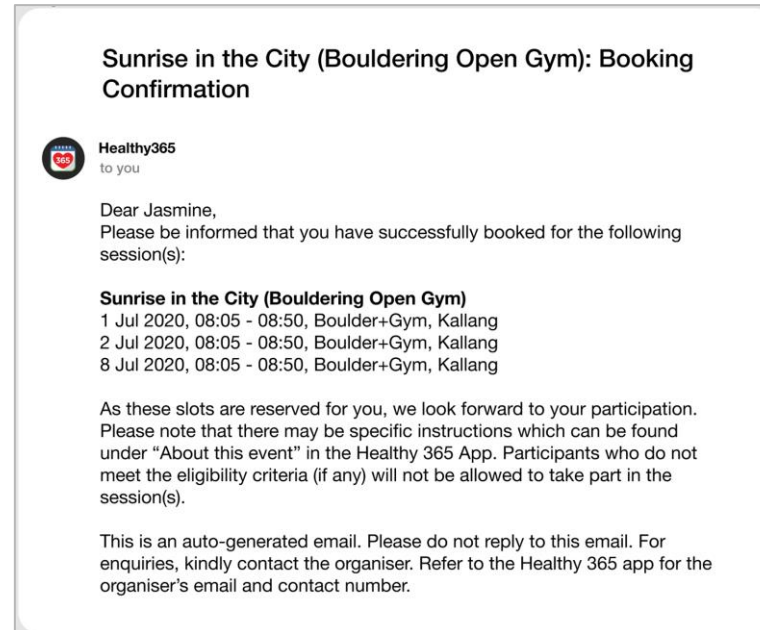 Sunrise in the City (Bouldering Open Gym): Booking
Confirmation
365
Healthy365
to you
Dear Jasmine,
Please be informed that you have successfully booked for the following
session(s):
Sunrise in the City (Bouldering Open Gym)
1 Jul 2020, 08:05 - 08:50, Boulder+Gym, Kallang
2 Jul 2020, 08:05 - 08:50, Boulder+Gym, Kallang
8 Jul 2020, 08:05 - 08:50, Boulder+Gym, Kallang
As these slots are reserved for you, we look forward to your participation.
Please note that there may be specific instructions which can be found
under “About this event” in the Healthy 365 App. Participants who do not
meet the eligibility criteria (if any) will not be allowed to take part in the
session(s).
This is an auto-generated email. Please do not reply to this email. For
enquiries, kindly contact the organiser. Refer to the Healthy 365 app for the
organiser’s email and contact number.